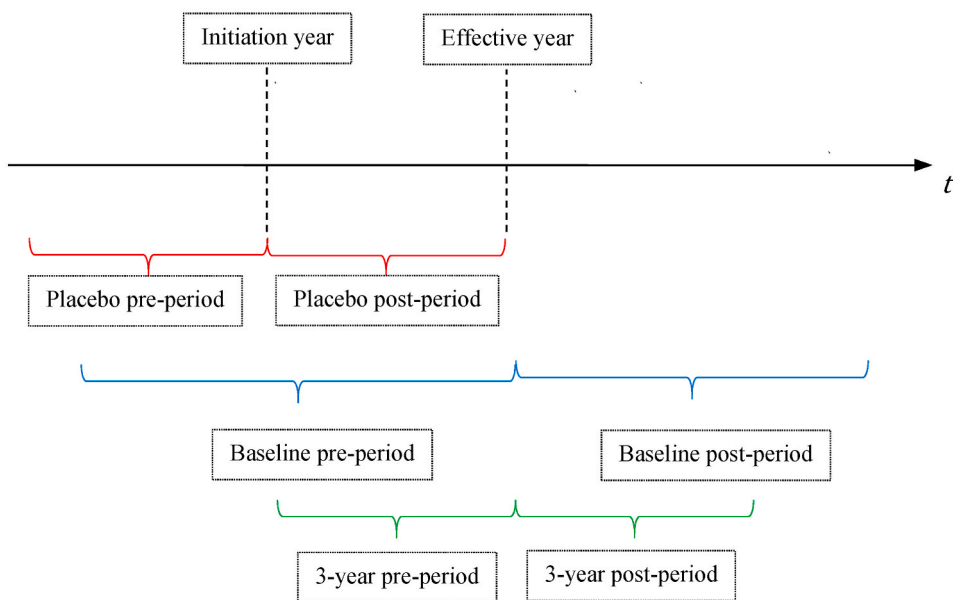 Initiation year
Effective year
t
Placebo pre-period
Placebo post-period
Baseline pre-period
Baseline post-period
3-year pre-period
3-year post-period